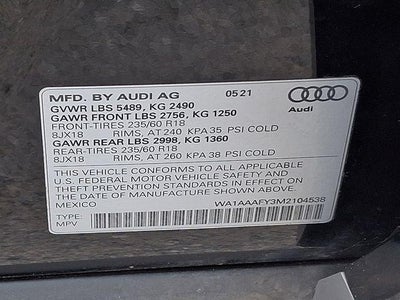 MFD. BY AUDI AG 05 21
GVWR LBS 5489, KG 2490
GAWR FRONT LBS 2756, KG 1250
FRONT-TIRES 235/60 R18
8JX18 RIMS, AT 240 KPA 35 PSI COLD
GAWR REAR LBS 2998, KG 1360
REAR-TIRES 235/60 R18
8JX18 RIMS, AT 260 KPA 38 PSI COLD
Audi
THIS VEHICLE CONFORMS TO ALL APPLICABLE
U.S. FEDERAL MOTOR VEHICLE SAFETY AND
THEFT PREVENTION STANDARDS IN EFFECT ON
THE DATE OF MANUFACTURE SHOWN ABOVE.
MEXICO WA1AAAFY3M2104538
TYPE:
MPV